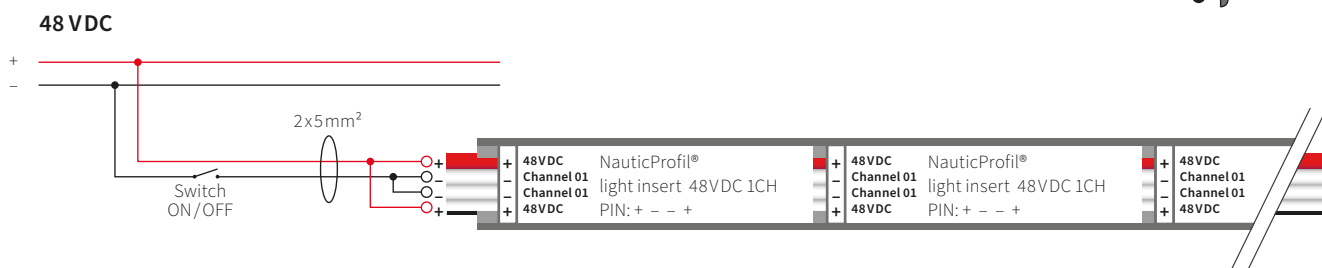 48 VDC
+
–
2x5mm²
Switch
ON/OFF
+
–
–
+
+
–
–
+
48VDC
Channel 01
Channel 01
48VDC
NauticProfil®
light insert 48VDC 1CH
PIN: + – – +
+
–
–
+
48VDC
Channel 01
Channel 01
48VDC
NauticProfil®
light insert 48VDC 1CH
PIN: + – – +
+
–
–
+
48VDC
Channel 01
Channel 01
48VDC